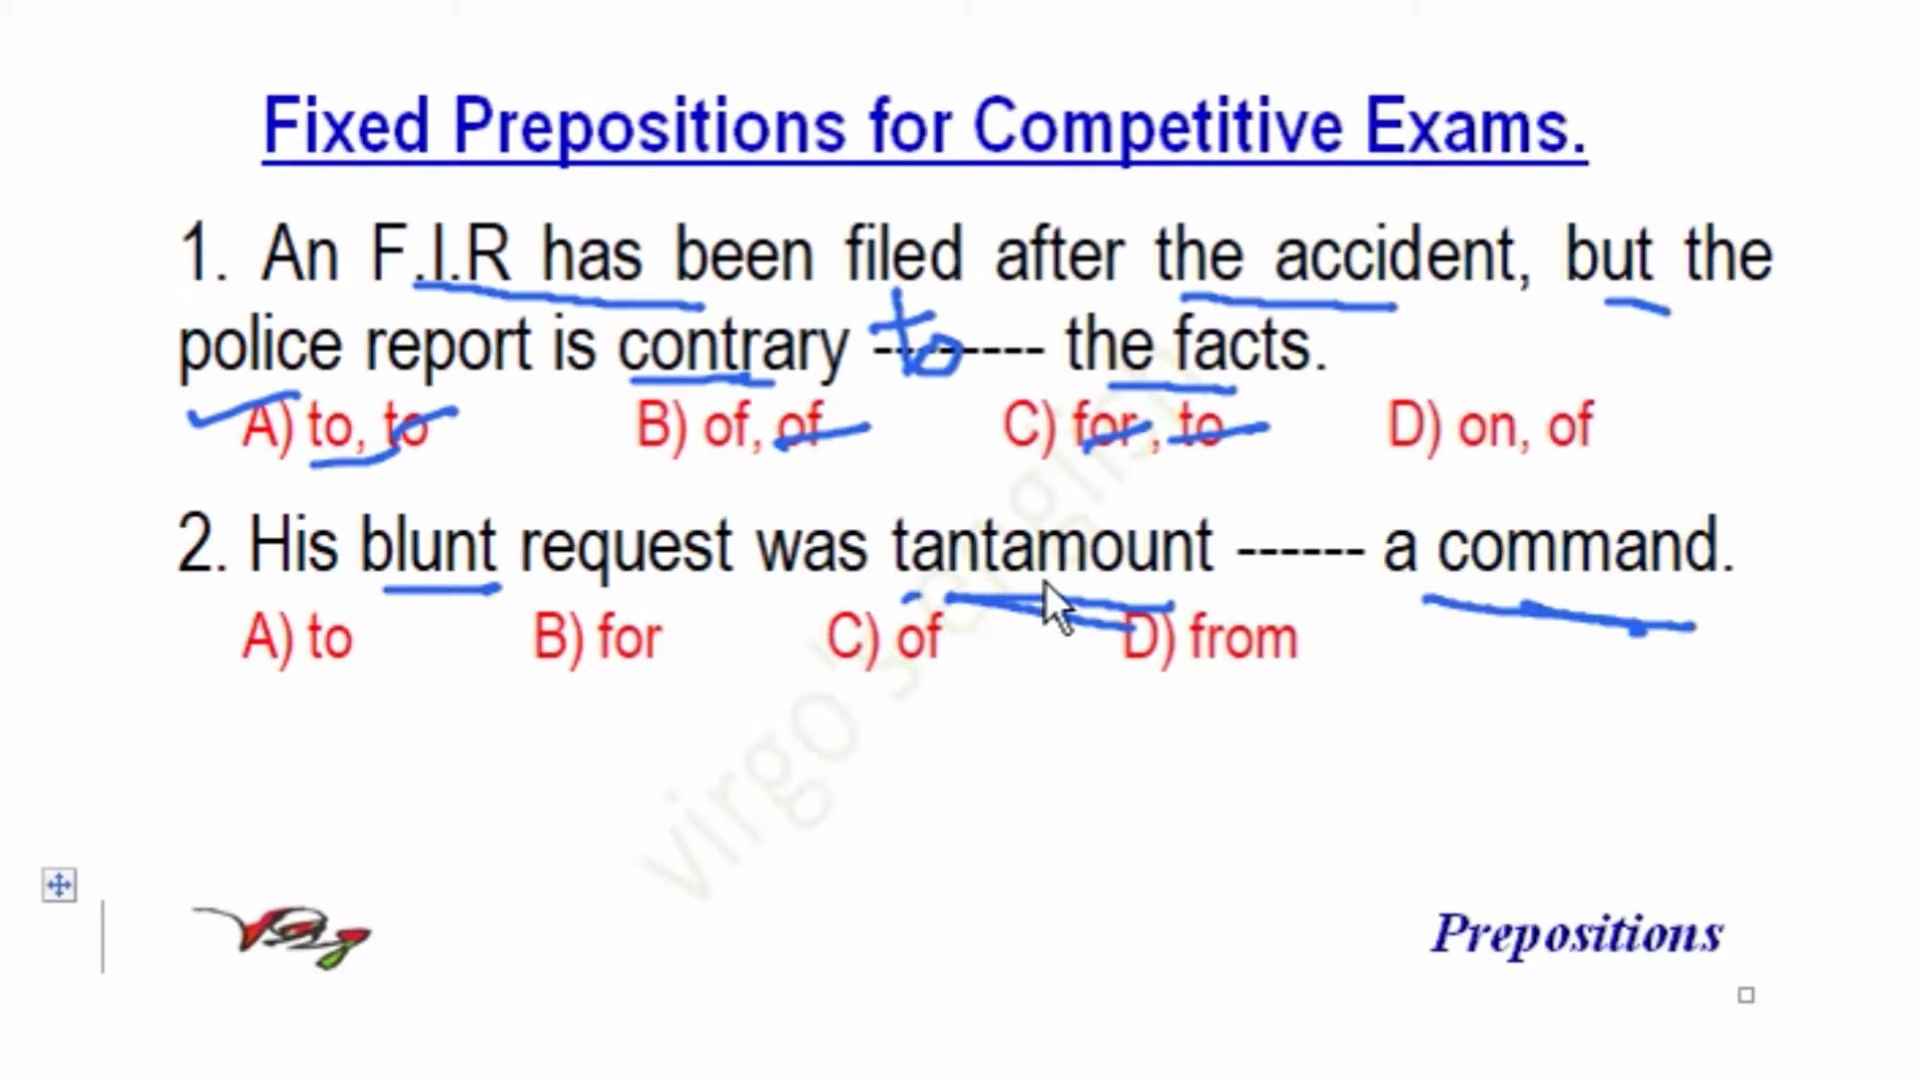 Fixed Prepositions for Competitive Exams.
1. An F.I.R has been filed after the accident, but the
police report is contrary -------- the facts.
to
A) to, to B) of, of C) for, to D) on, of
2. His blunt request was tantamount ------ a command.
A) to B) for C) of D) from
virgo's english
Prepositions